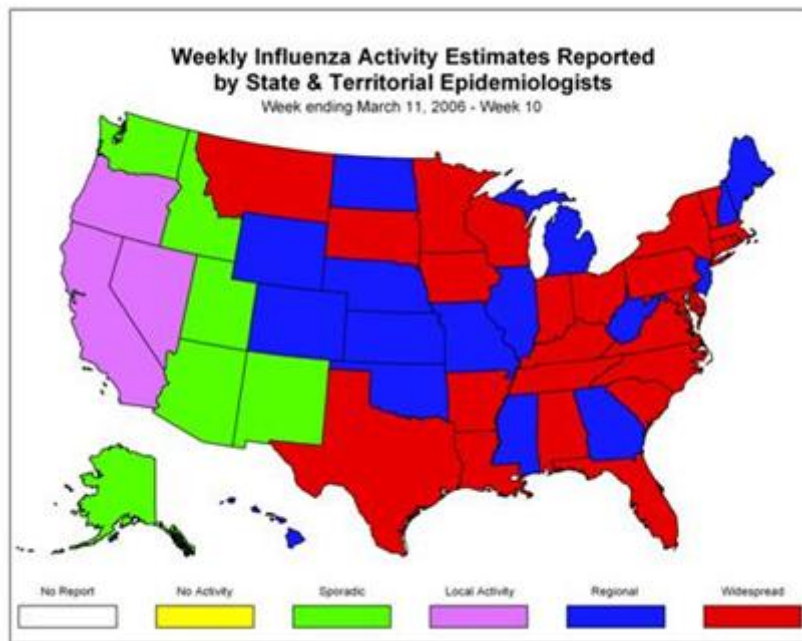 Weekly Influenza Activity Estimates Reported
by State & Territorial Epidemiologists
Week ending March 11, 2006 - Week 10
No Report
No Activity
Sporadic
Local Activity
Regional
Widespread